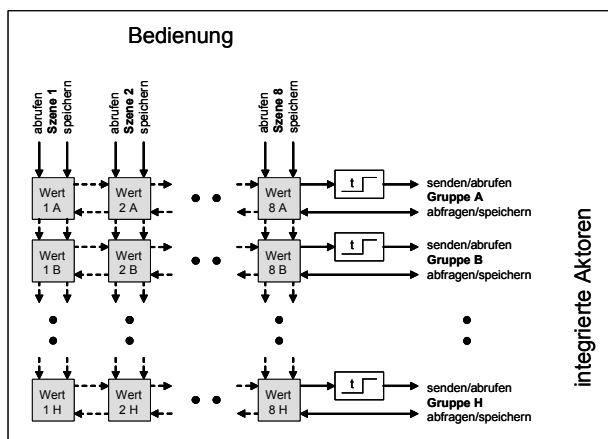 Bedienung
abrufen
Szene 1
speichern
abrufen
Szene 2
speichern
abrufen
Szene 8
speichern
Wert
1 A
Wert
2 A
Wert
8 A
t
senden/abrufen
Gruppe A
abfragen/speichern
Wert
1 B
Wert
2 B
Wert
8 B
t
senden/abrufen
Gruppe B
abfragen/speichern
Wert
1 H
Wert
2 H
Wert
8 H
t
senden/abrufen
Gruppe H
abfragen/speichern
integrierte Aktoren